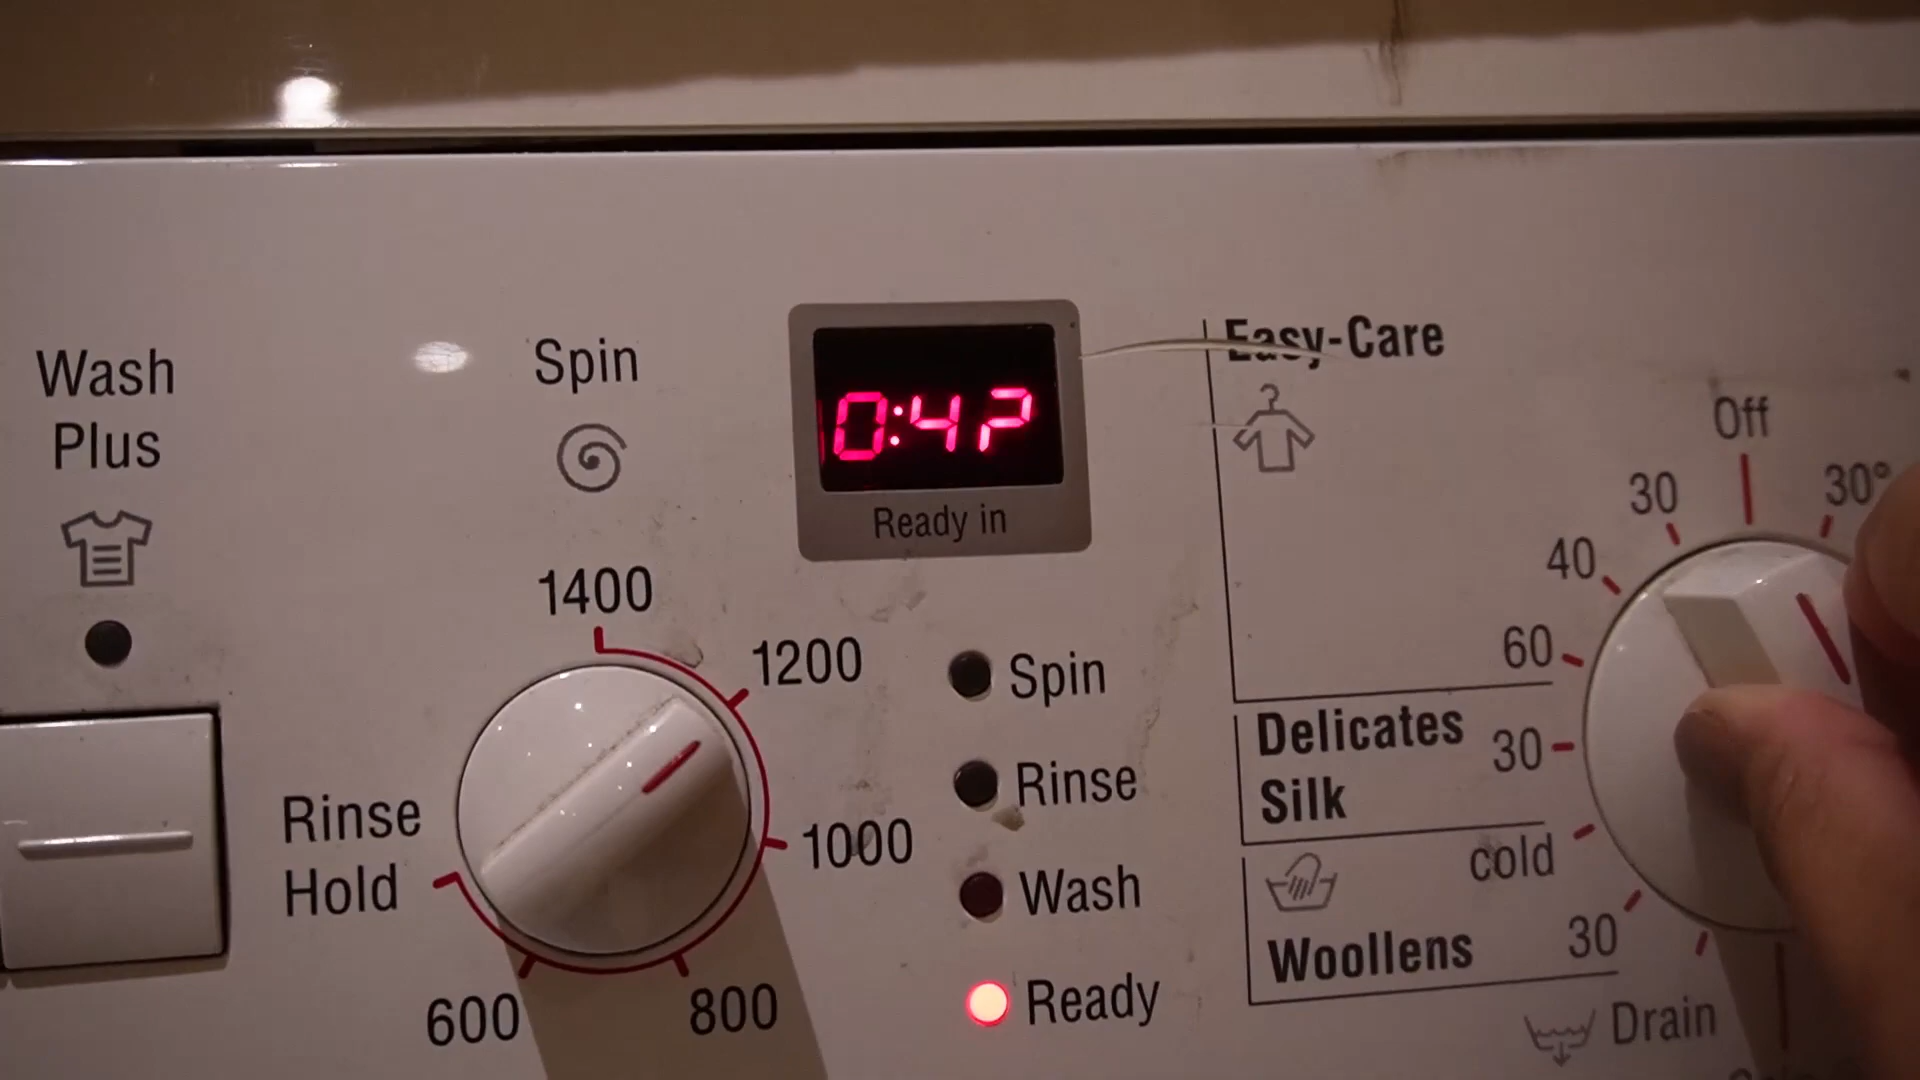 Wash
Plus
Spin
0:42
Ready in
1400
1200
1000
800
600
Rinse
Hold
Spin
Rinse
Wash
Ready
Easy-Care
Off
30
30°
40
60
Delicates
Silk
30
cold
Woollens
30
Drain